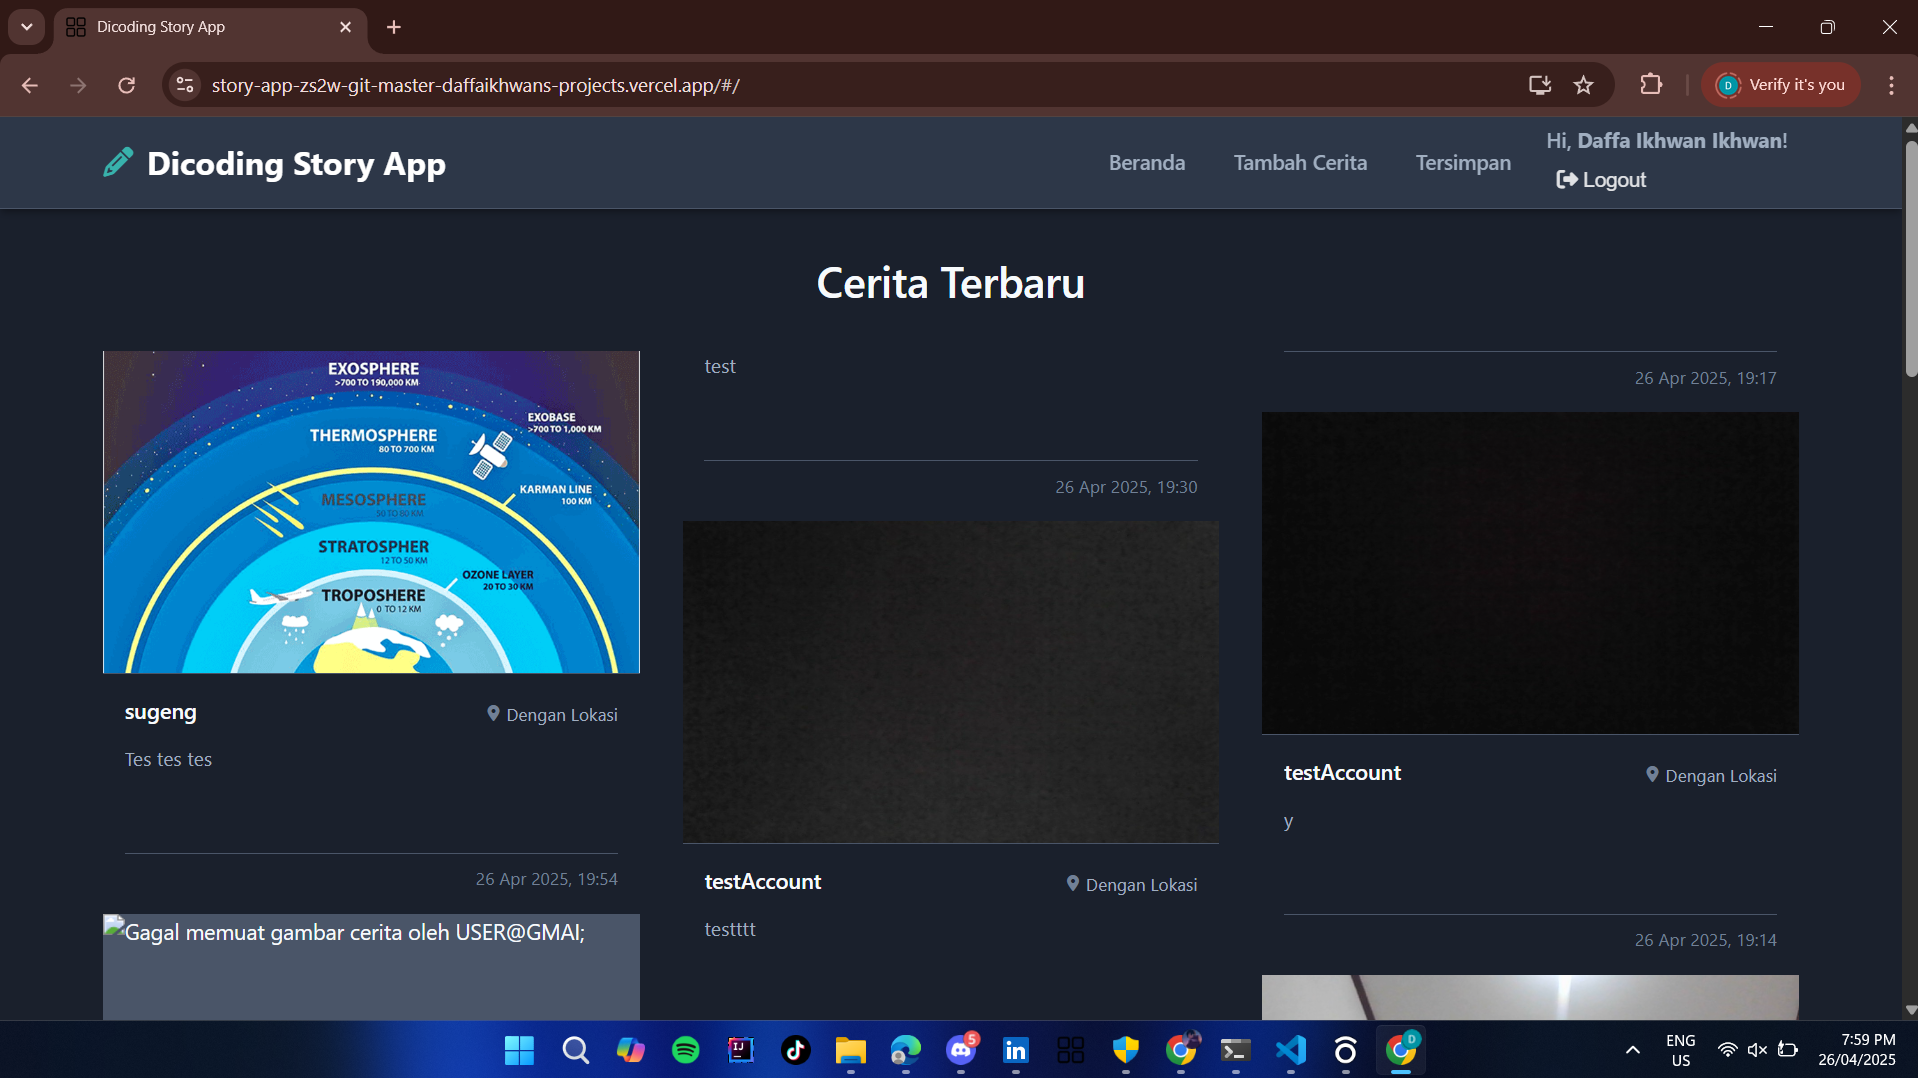 Dicoding Story App
story-app-zs2w-git-master-daffaikhwans-projects.vercel.app/#/
D
Verify it's you
Dicoding Story App
Beranda
Tambah Cerita
Tersimpan
Hi, Daffa Ikhwan Ikhwan!
Logout
Cerita Terbaru
EXOSPHERE
>700 TO 190,000 KM
EXOBASE
>700 TO 1,000 KM
THERMOSPHERE
80 TO 700 KM
KARMAN LINE
100 KM
MESOSPHERE
50 TO 80 KM
STRATOSPHER
12 TO 50 KM
OZONE LAYER
20 TO 30 KM
TROPOSHERE
0 TO 12 KM
sugeng
Dengan Lokasi
Tes tes tes
26 Apr 2025, 19:54
Gagal memuat gambar cerita oleh USER@GMAI;
test
26 Apr 2025, 19:30
testAccount
Dengan Lokasi
testttt
26 Apr 2025, 19:17
testAccount
Dengan Lokasi
y
26 Apr 2025, 19:14
IJ
5
in
D
ENG
US
7:59 PM
26/04/2025